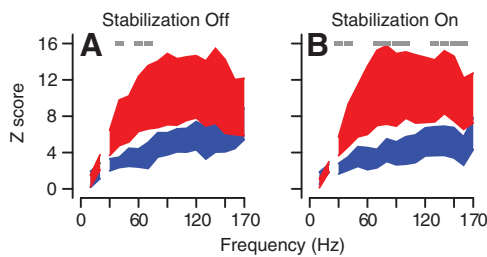 Stabilization Off
Stabilization On
A
B
16
12
8
4
0
Z score
0
60
120
170
0
60
120
170
Frequency (Hz)